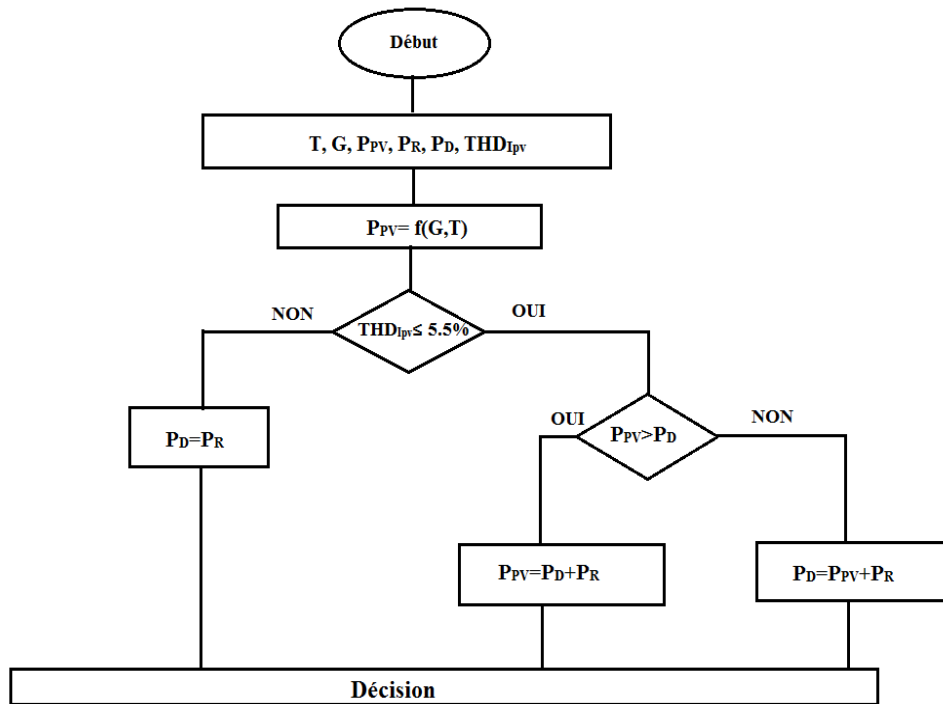 Début
T, G, PPV, PR, PD, THDIpv
PPV= f(G,T)
NON
OUI
THDIpv≤ 5.5%
OUI
NON
PPV>PD
PD=PR
PPV=PD+PR
PD=PPV+PR
Décision